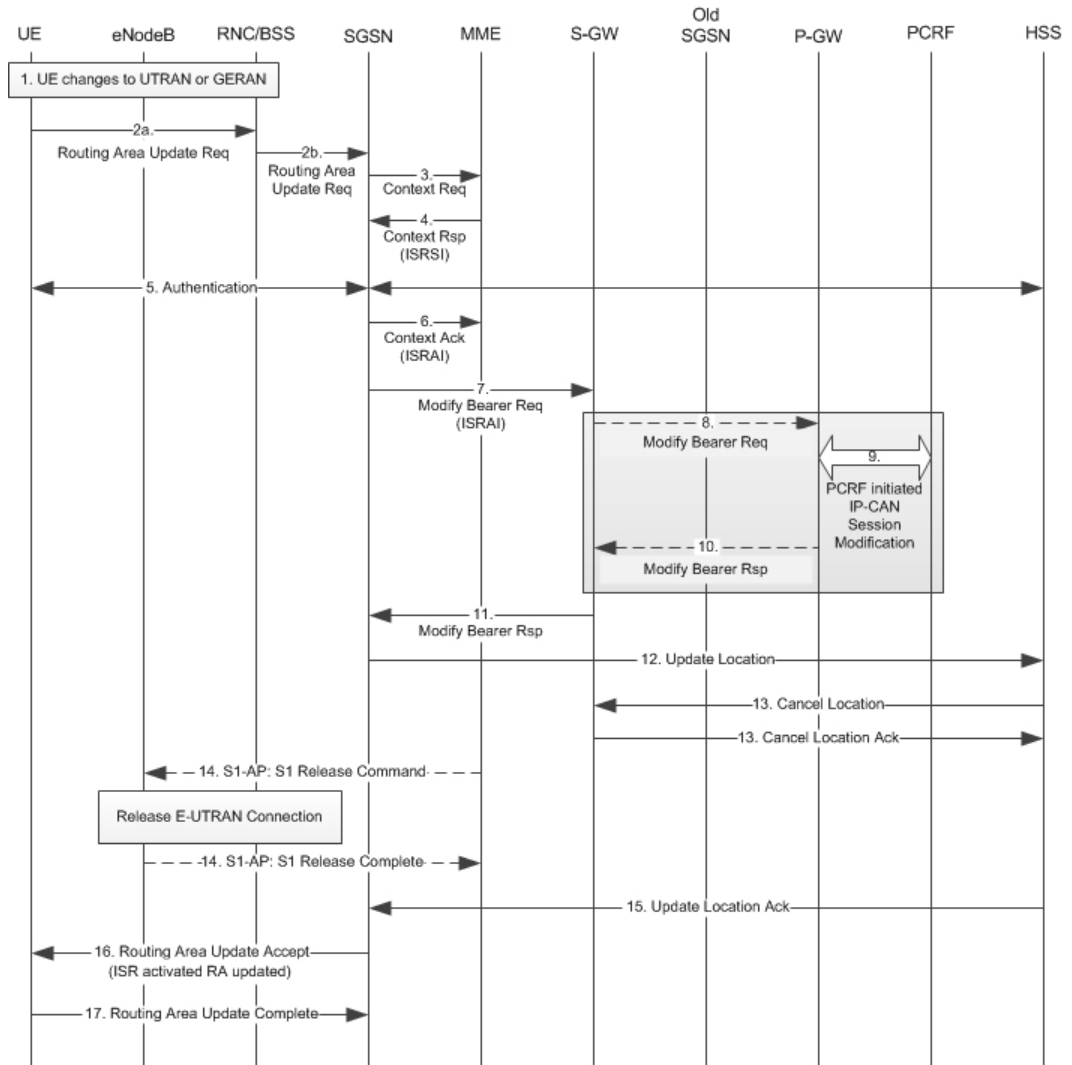 UE
eNodeB
RNC/BSS
SGSN
MME
S-GW
Old
SGSN
P-GW
PCRF
HSS
1. UE changes to UTRAN or GERAN
2a.
Routing Area Update Req
2b.
Routing Area
Update Req
3.
Context Req
4.
Context Rsp
(ISRSI)
5. Authentication
6.
Context Ack
(ISRAI)
7.
Modify Bearer Req
(ISRAI)
8.
Modify Bearer Req
9.
PCRF initiated
IP-CAN
Session
Modification
10.
Modify Bearer Rsp
11.
Modify Bearer Rsp
12. Update Location
13. Cancel Location
13. Cancel Location Ack
14. S1-AP: S1 Release Command
Release E-UTRAN Connection
14. S1-AP: S1 Release Complete
15. Update Location Ack
16. Routing Area Update Accept
(ISR activated RA updated)
17. Routing Area Update Complete